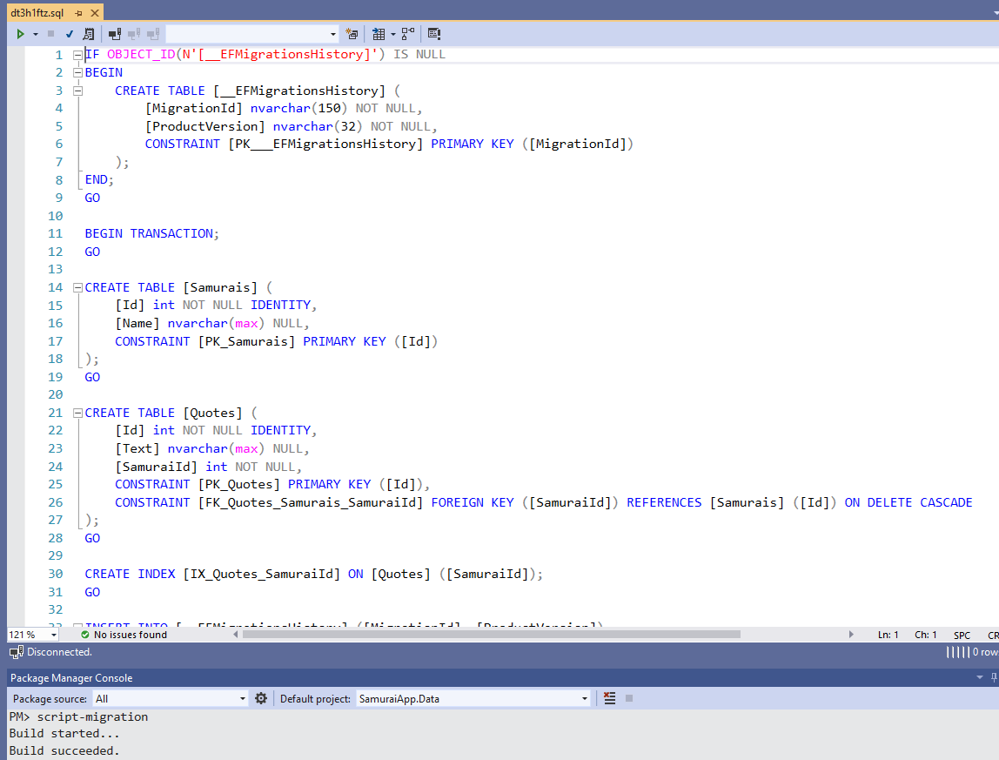 dt3h1ftz.sql
1 IF OBJECT_ID(N'[__EFMigrationsHistory]') IS NULL
2 BEGIN
3 CREATE TABLE [__EFMigrationsHistory] (
4 [MigrationId] nvarchar(150) NOT NULL,
5 [ProductVersion] nvarchar(32) NOT NULL,
6 CONSTRAINT [PK___EFMigrationsHistory] PRIMARY KEY ([MigrationId])
7 );
8 END;
9 GO
10
11 BEGIN TRANSACTION;
12 GO
13
14 CREATE TABLE [Samurais] (
15 [Id] int NOT NULL IDENTITY,
16 [Name] nvarchar(max) NULL,
17 CONSTRAINT [PK_Samurais] PRIMARY KEY ([Id])
18 );
19 GO
20
21 CREATE TABLE [Quotes] (
22 [Id] int NOT NULL IDENTITY,
23 [Text] nvarchar(max) NULL,
24 [SamuraiId] int NOT NULL,
25 CONSTRAINT [PK_Quotes] PRIMARY KEY ([Id]),
26 CONSTRAINT [FK_Quotes_Samurais_SamuraiId] FOREIGN KEY ([SamuraiId]) REFERENCES [Samurais] ([Id]) ON DELETE CASCADE
27 );
28 GO
29
30 CREATE INDEX [IX_Quotes_SamuraiId] ON [Quotes] ([SamuraiId]);
31 GO
32
33 INSERT INTO [__EFMigrationsHistory] ([MigrationId], [ProductVersion])
121 % No issues found Ln: 1 Ch: 1 SPC CR
Disconnected. 0 row
Package Manager Console
Package source: All Default project: SamuraiApp.Data
PM> script-migration
Build started...
Build succeeded.